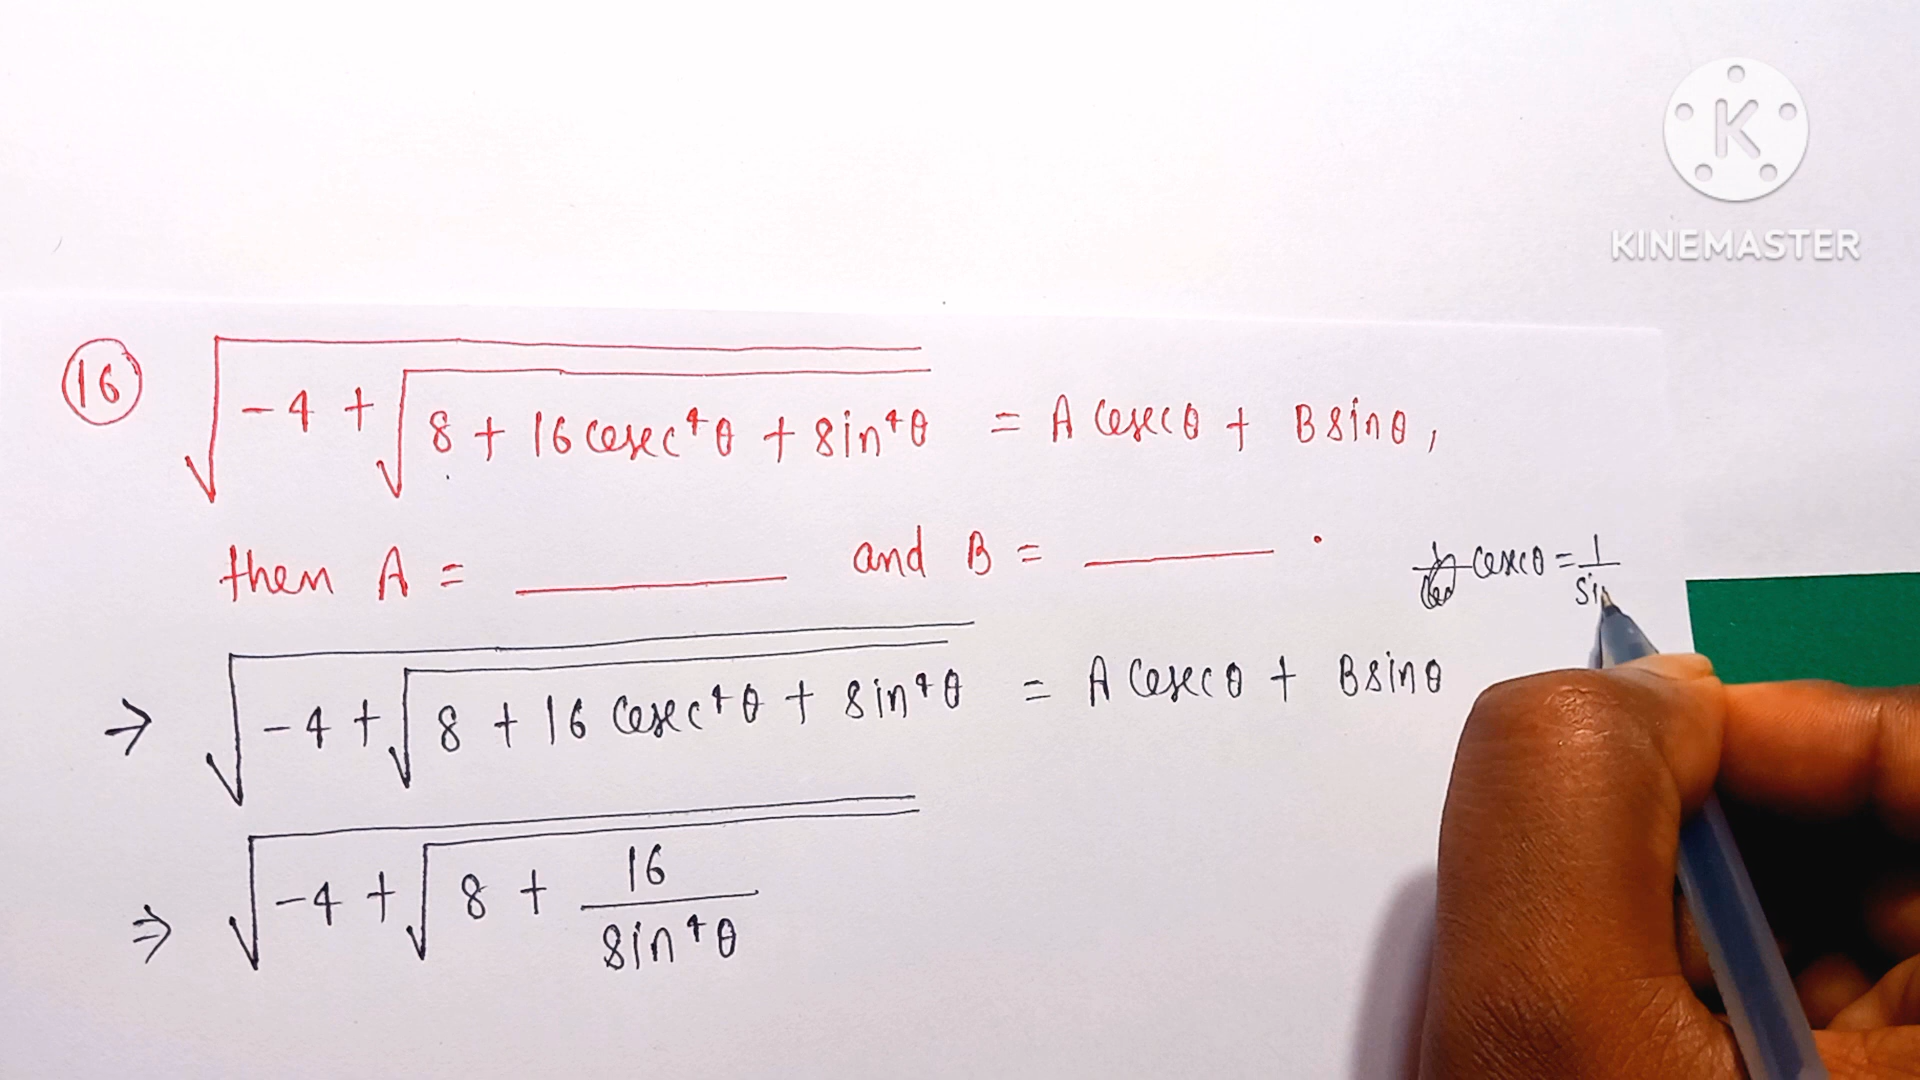 KINEMASTER
16 √(-4 + √(8 + 16 cosec⁴θ + sin⁴θ)) = A cosecθ + B sinθ,
then A = ______ and B = ______ .
cosecθ = 1/sin
→ √(-4 + √(8 + 16 cosec⁴θ + sin⁴θ)) = A cosecθ + B sinθ
⇒ √(-4 + √(8 + 16/sin⁴θ